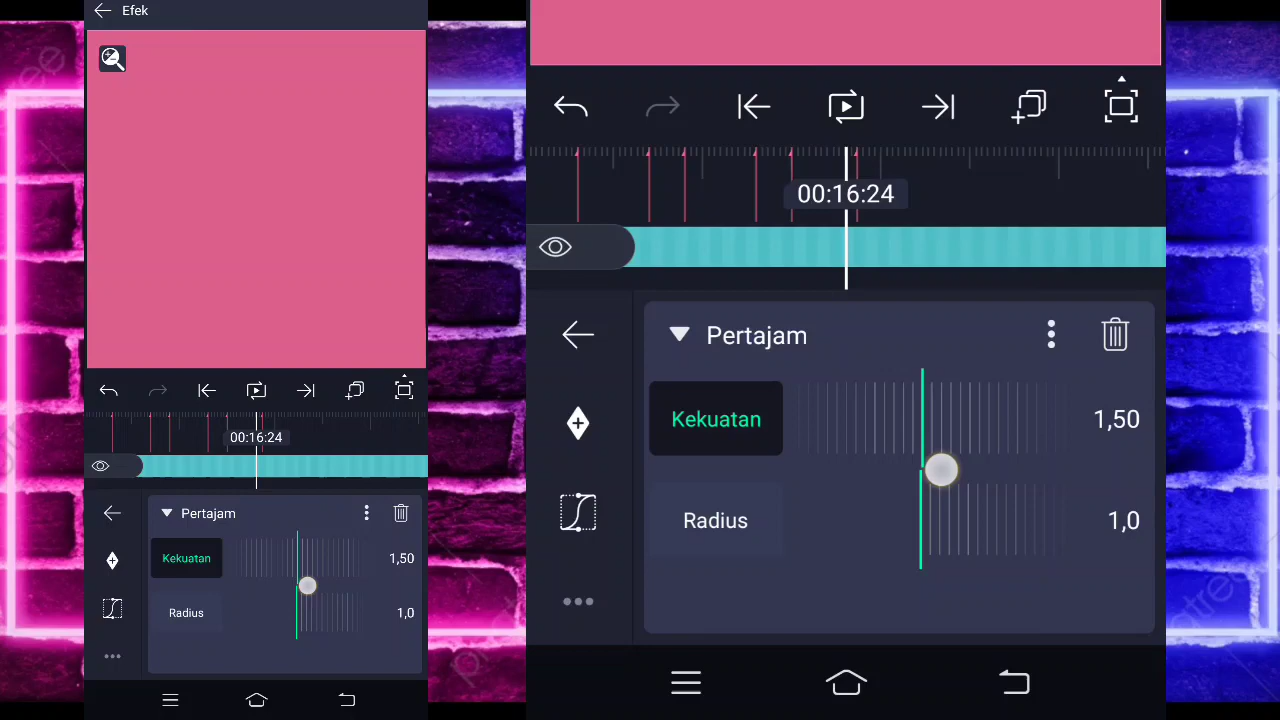 Efek
00:16:24
Pertajam
Kekuatan 1,50
Radius 1,0
00:16:24
Pertajam
Kekuatan 1,50
Radius 1,0